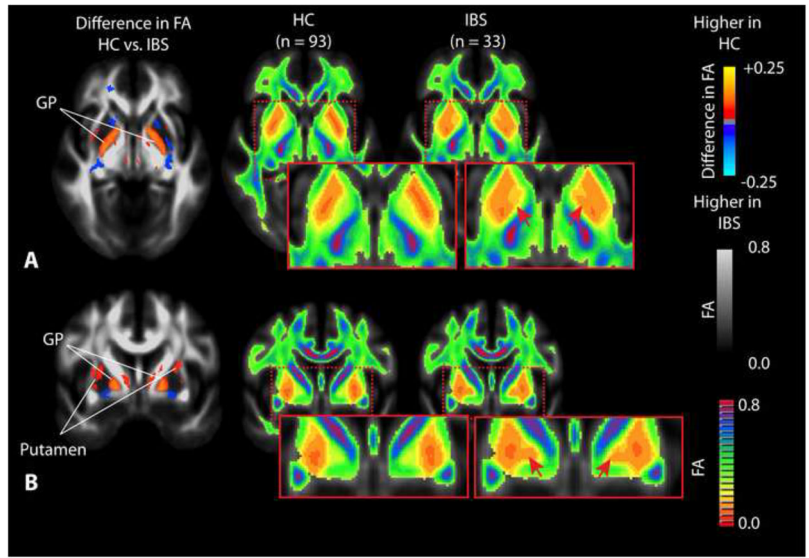 Difference in FA
HC vs. IBS
HC
(n = 93)
IBS
(n = 33)
Higher in
HC
+0.25
Difference in FA
-0.25
Higher in
IBS
GP
A
0.8
FA
0.0
GP
Putamen
B
0.8
FA
0.0